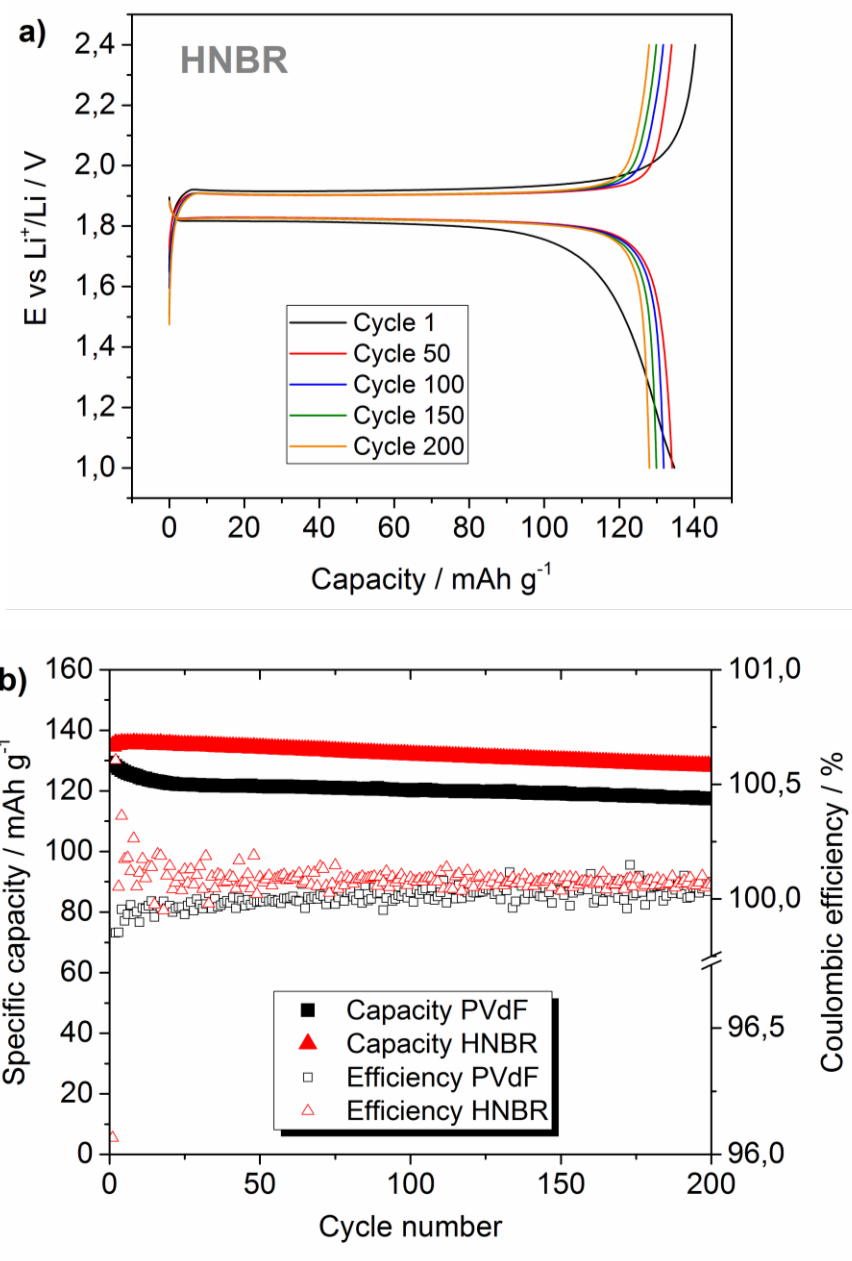 a)
HNBR
2,4
2,2
2,0
1,8
1,6
1,4
1,2
1,0
E vs Li⁺/Li / V
Cycle 1
Cycle 50
Cycle 100
Cycle 150
Cycle 200
0 20 40 60 80 100 120 140
Capacity / mAh g⁻¹
b)
160
140
120
100
80
60
40
20
0
Specific capacity / mAh g⁻¹
101,0
100,5
100,0
96,5
96,0
Coulombic efficiency / %
Capacity PVdF
Capacity HNBR
Efficiency PVdF
Efficiency HNBR
0 50 100 150 200
Cycle number